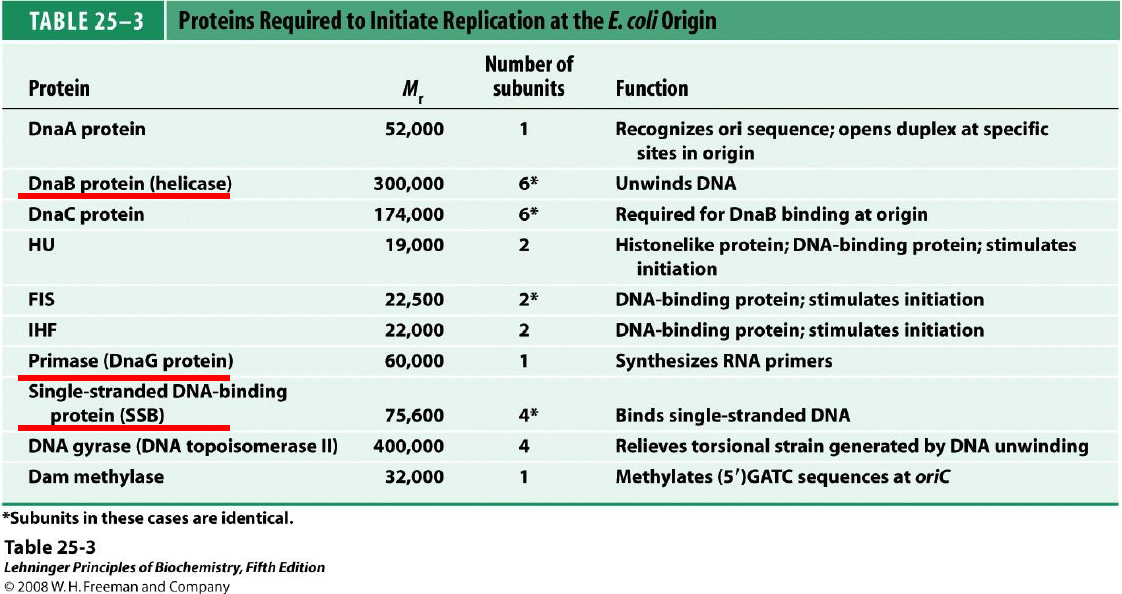 TABLE 25–3 Proteins Required to Initiate Replication at the E. coli Origin
Number of
Protein Mr subunits Function
DnaA protein 52,000 1 Recognizes ori sequence; opens duplex at specific
sites in origin
DnaB protein (helicase) 300,000 6* Unwinds DNA
DnaC protein 174,000 6* Required for DnaB binding at origin
HU 19,000 2 Histonelike protein; DNA-binding protein; stimulates
initiation
FIS 22,500 2* DNA-binding protein; stimulates initiation
IHF 22,000 2 DNA-binding protein; stimulates initiation
Primase (DnaG protein) 60,000 1 Synthesizes RNA primers
Single-stranded DNA-binding
protein (SSB) 75,600 4* Binds single-stranded DNA
DNA gyrase (DNA topoisomerase II) 400,000 4 Relieves torsional strain generated by DNA unwinding
Dam methylase 32,000 1 Methylates (5′)GATC sequences at oriC
*Subunits in these cases are identical.
Table 25-3
Lehninger Principles of Biochemistry, Fifth Edition
© 2008 W. H. Freeman and Company